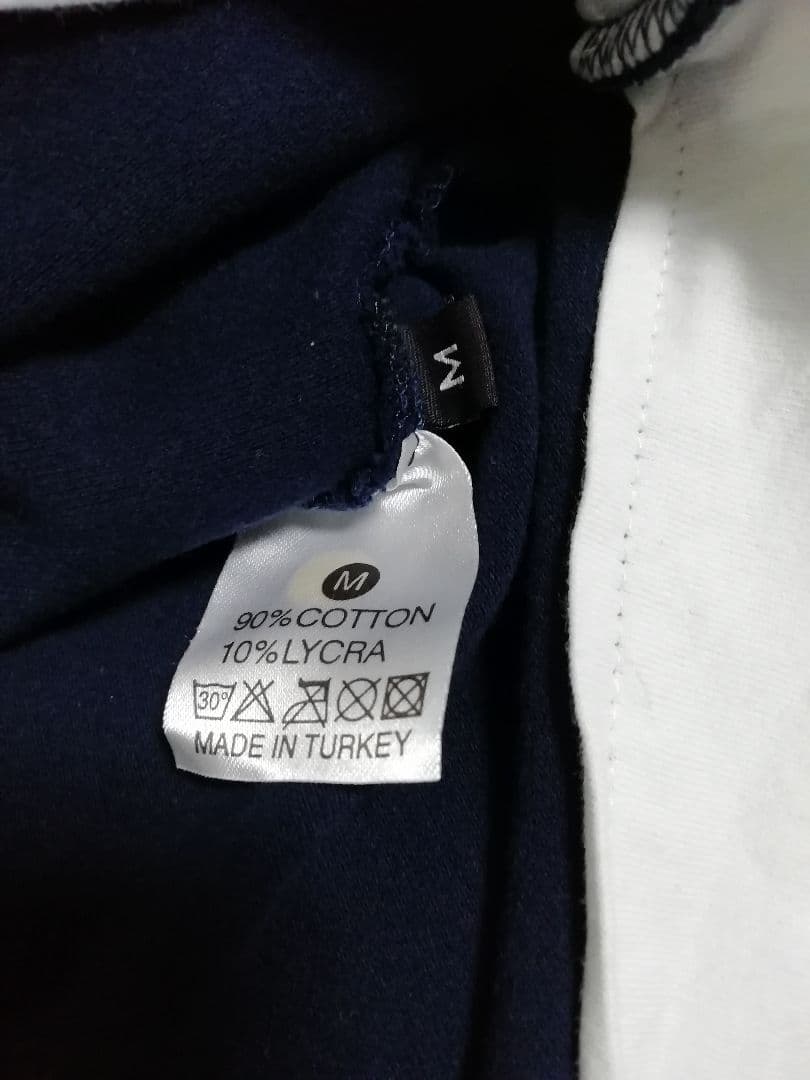 M
M
90% COTTON
10% LYCRA
30°
MADE IN TURKEY